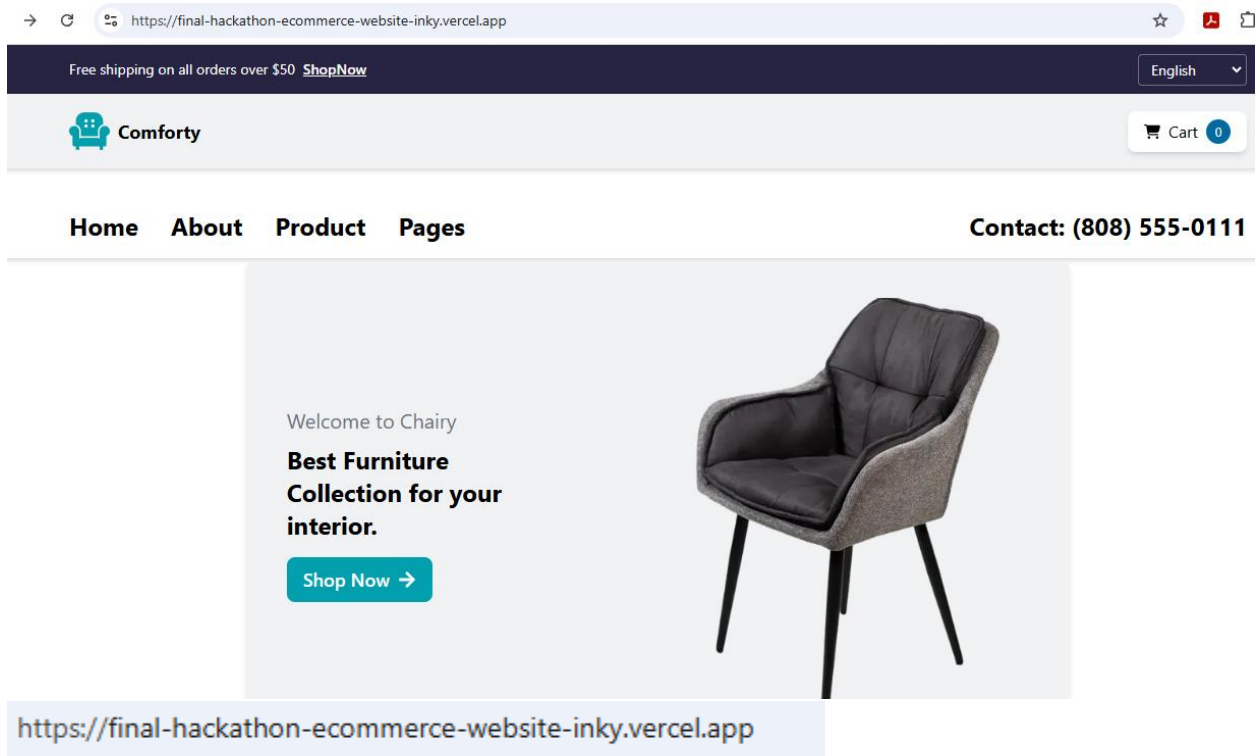 https://final-hackathon-ecommerce-website-inky.vercel.app
Free shipping on all orders over $50 ShopNow
English
Comforty
Cart 0
Home About Product Pages
Contact: (808) 555-0111
Welcome to Chairy
Best Furniture
Collection for your
interior.
Shop Now →
https://final-hackathon-ecommerce-website-inky.vercel.app